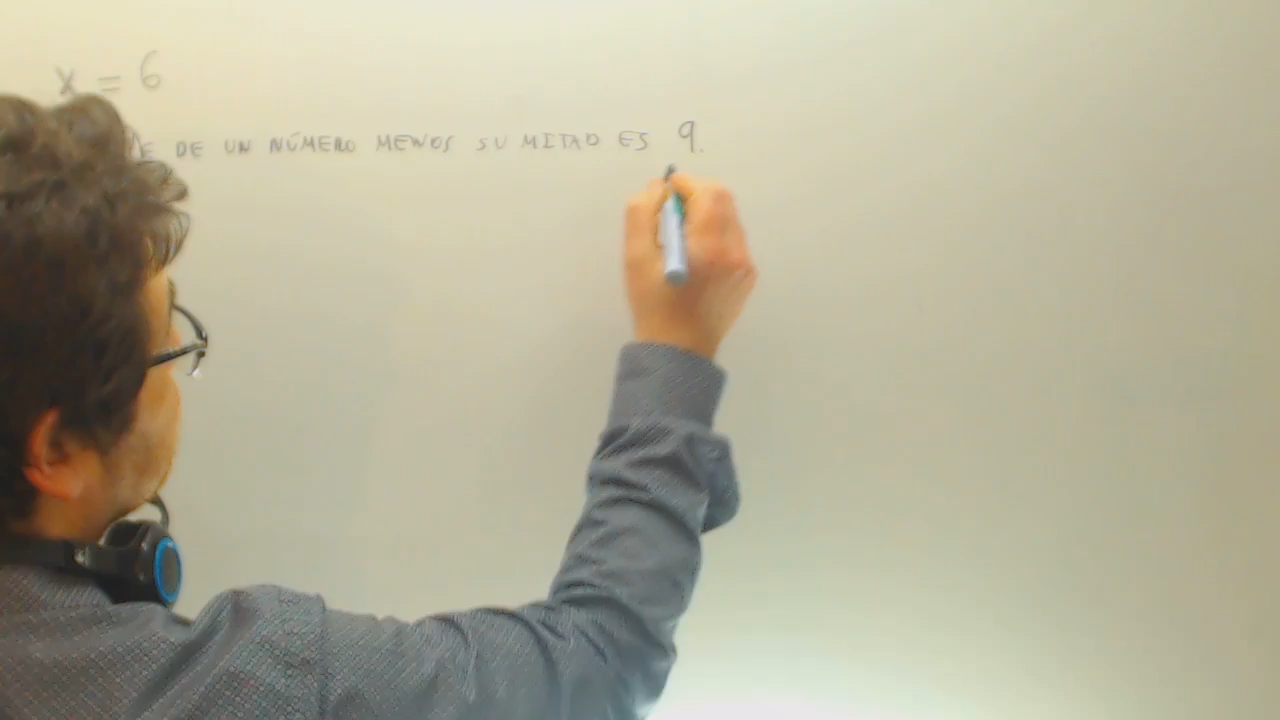 x = 6
DE UN NÚMERO MENOS SU MITAD ES 9.